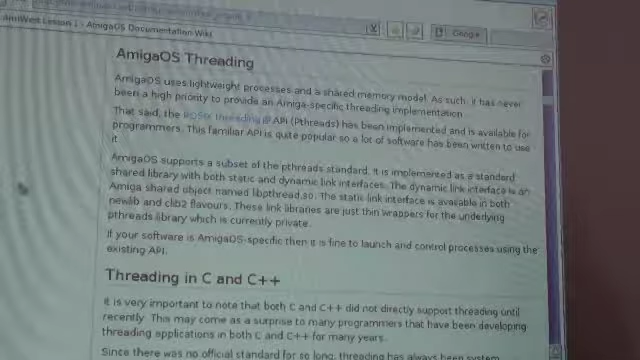 AmiWest Lesson 1 - AmigaOS Documentation Wiki
Google
AmigaOS Threading
AmigaOS uses lightweight processes and a shared memory model. As such, it has never
been a high priority to provide an Amiga-specific threading implementation.
That said, the POSIX threading API (Pthreads) has been implemented and is available for
programmers. This familiar API is quite popular so a lot of software has been written to use
it.
AmigaOS supports a subset of the pthreads standard. It is implemented as a standard
shared library with both static and dynamic link interfaces. The dynamic link interface is an
Amiga shared object named libpthread.so. The static link interface is available in both
newlib and clib2 flavours. These link libraries are just thin wrappers for the underlying
pthreads library which is currently private.
If your software is AmigaOS-specific then it is fine to launch and control processes using the
existing API.
Threading in C and C++
It is very important to note that both C and C++ did not directly support threading until
recently. This may come as a surprise to many programmers that have been developing
threading applications in both C and C++ for many years.
Since there was no official standard for so long, threading has always been system